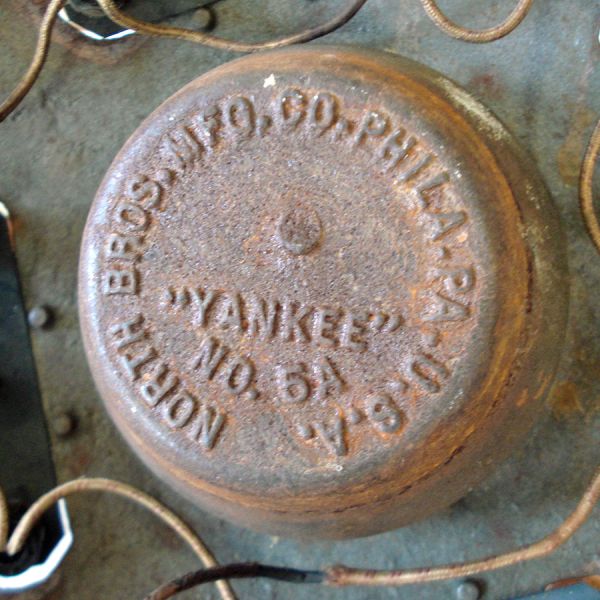 NORTH BROS. MFG. CO. PHILA. PA. U.S.A.
"YANKEE"
NO. 5A